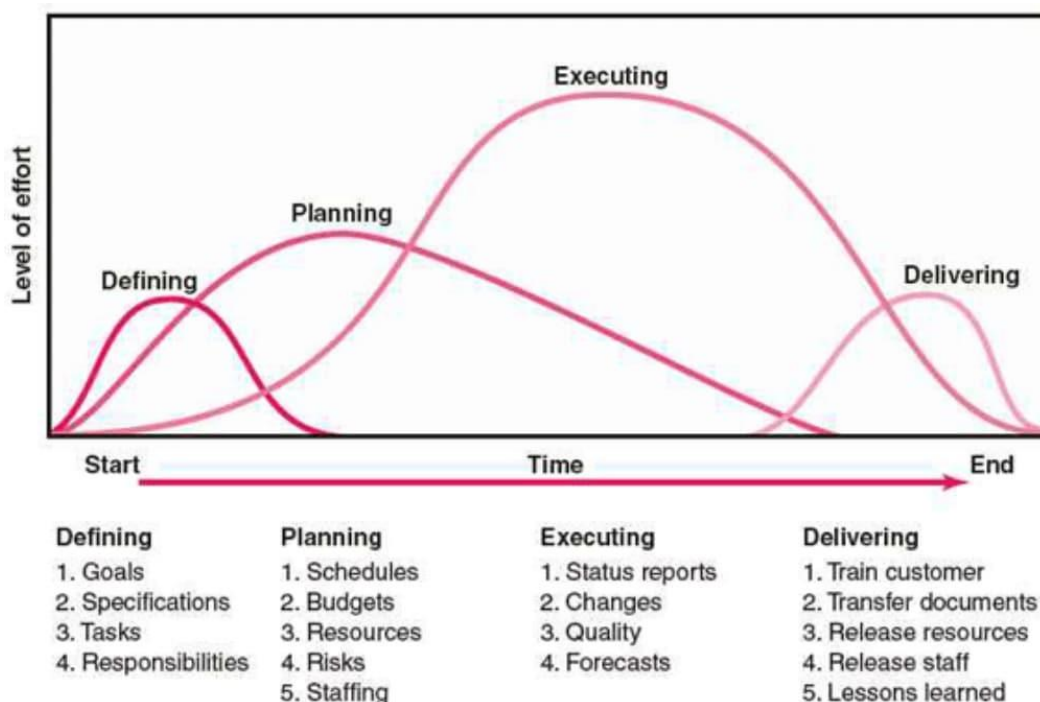 Executing
Planning
Defining
Delivering
Level of effort
Start
Time
End
Defining
1. Goals
2. Specifications
3. Tasks
4. Responsibilities
Planning
1. Schedules
2. Budgets
3. Resources
4. Risks
5. Staffing
Executing
1. Status reports
2. Changes
3. Quality
4. Forecasts
Delivering
1. Train customer
2. Transfer documents
3. Release resources
4. Release staff
5. Lessons learned